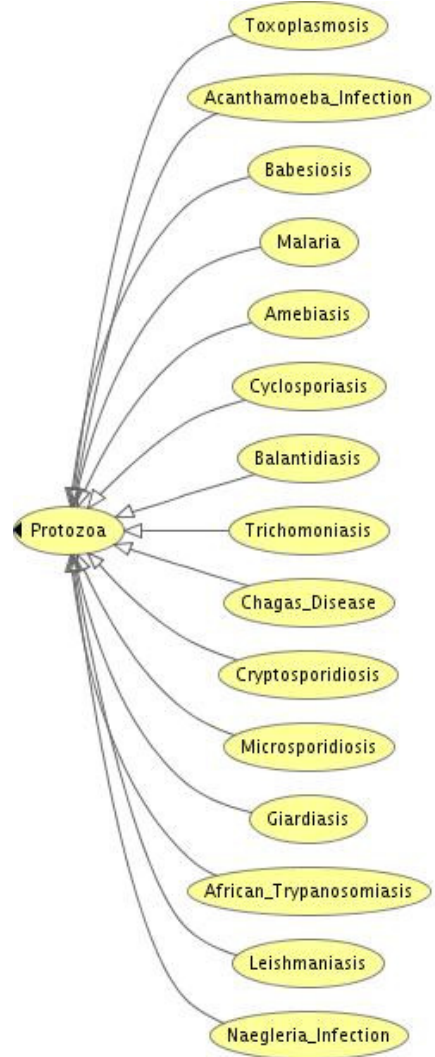 Toxoplasmosis
Acanthamoeba_Infection
Babesiosis
Malaria
Amebiasis
Cyclosporiasis
Balantidiasis
Protozoa
Trichomoniasis
Chagas_Disease
Cryptosporidiosis
Microsporidiosis
Giardiasis
African_Trypanosomiasis
Leishmaniasis
Naegleria_Infection